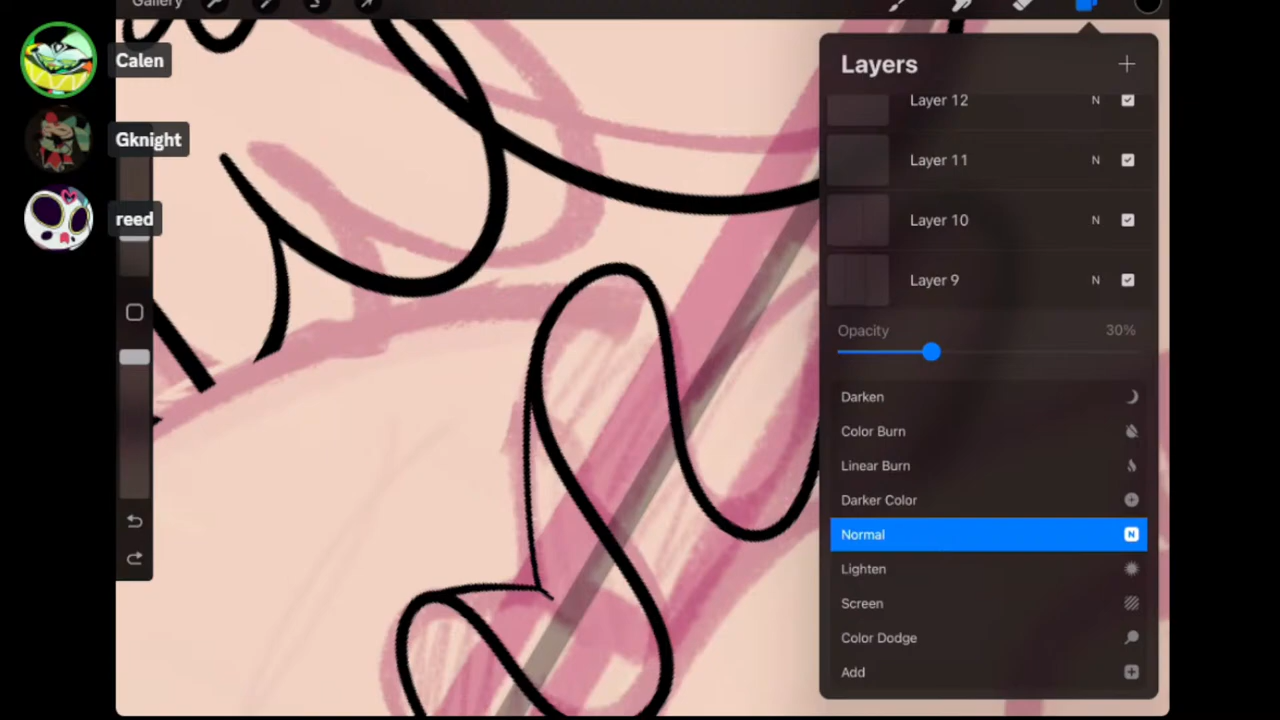 Gallery
Calen
Gknight
reed
Layers
Layer 12 N
Layer 11 N
Layer 10 N
Layer 9 N
Opacity 30%
Darken
Color Burn
Linear Burn
Darker Color
Normal N
Lighten
Screen
Color Dodge
Add